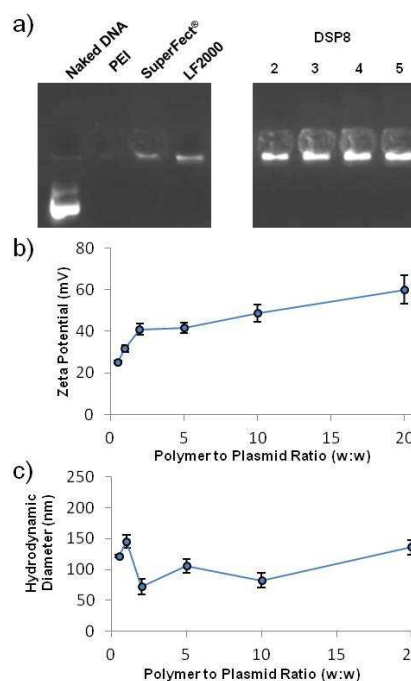 a)
Naked DNA
PEI
SuperFect®
LF2000
DSP8
2 3 4 5
b)
80
60
40
20
0
Zeta Potential (mV)
0 5 10 15 20
Polymer to Plasmid Ratio (w:w)
c)
250
200
150
100
50
0
Hydrodynamic
Diameter (nm)
0 5 10 15 20
Polymer to Plasmid Ratio (w:w)